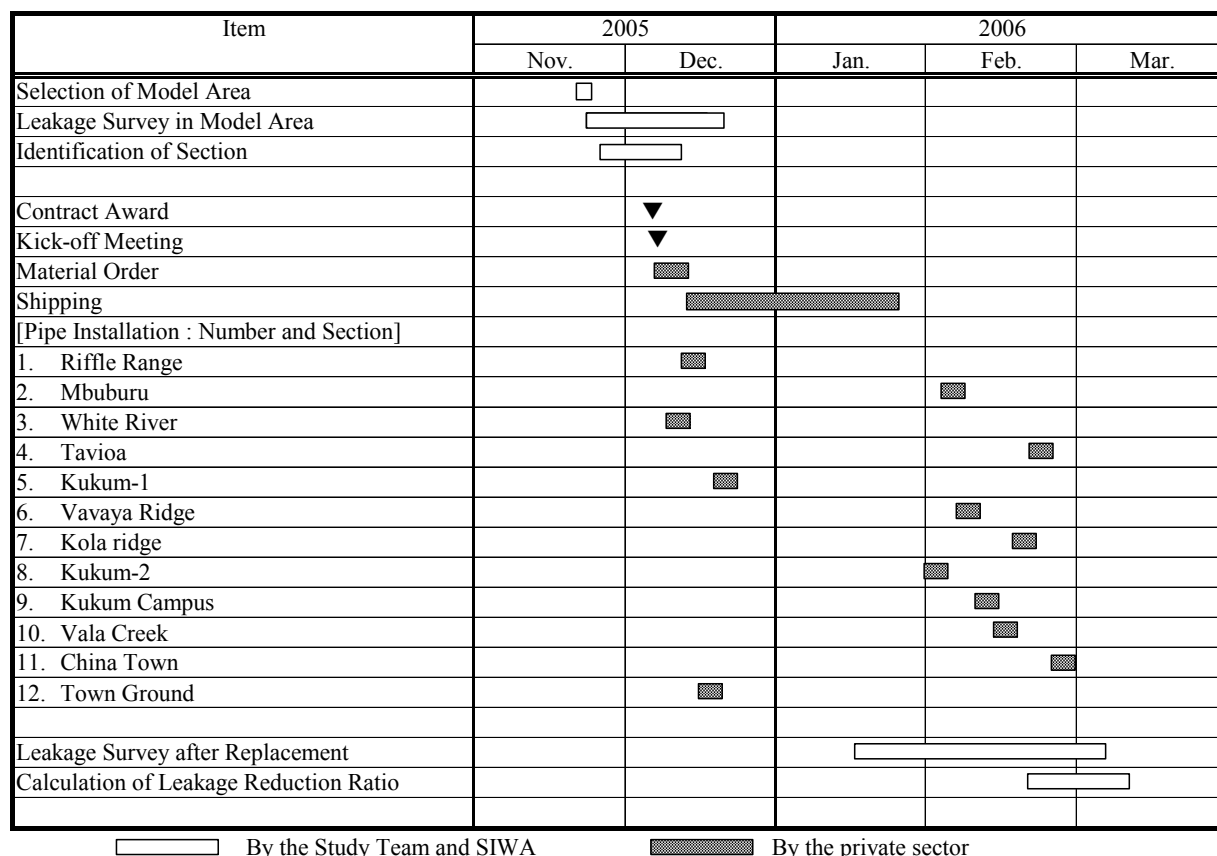 Item 2005 2006
Nov. Dec. Jan. Feb. Mar.
Selection of Model Area
Leakage Survey in Model Area
Identification of Section
Contract Award
Kick-off Meeting
Material Order
Shipping
[Pipe Installation : Number and Section]
1. Riffle Range
2. Mbuburu
3. White River
4. Tavioa
5. Kukum-1
6. Vavaya Ridge
7. Kola ridge
8. Kukum-2
9. Kukum Campus
10. Vala Creek
11. China Town
12. Town Ground
Leakage Survey after Replacement
Calculation of Leakage Reduction Ratio
By the Study Team and SIWA By the private sector